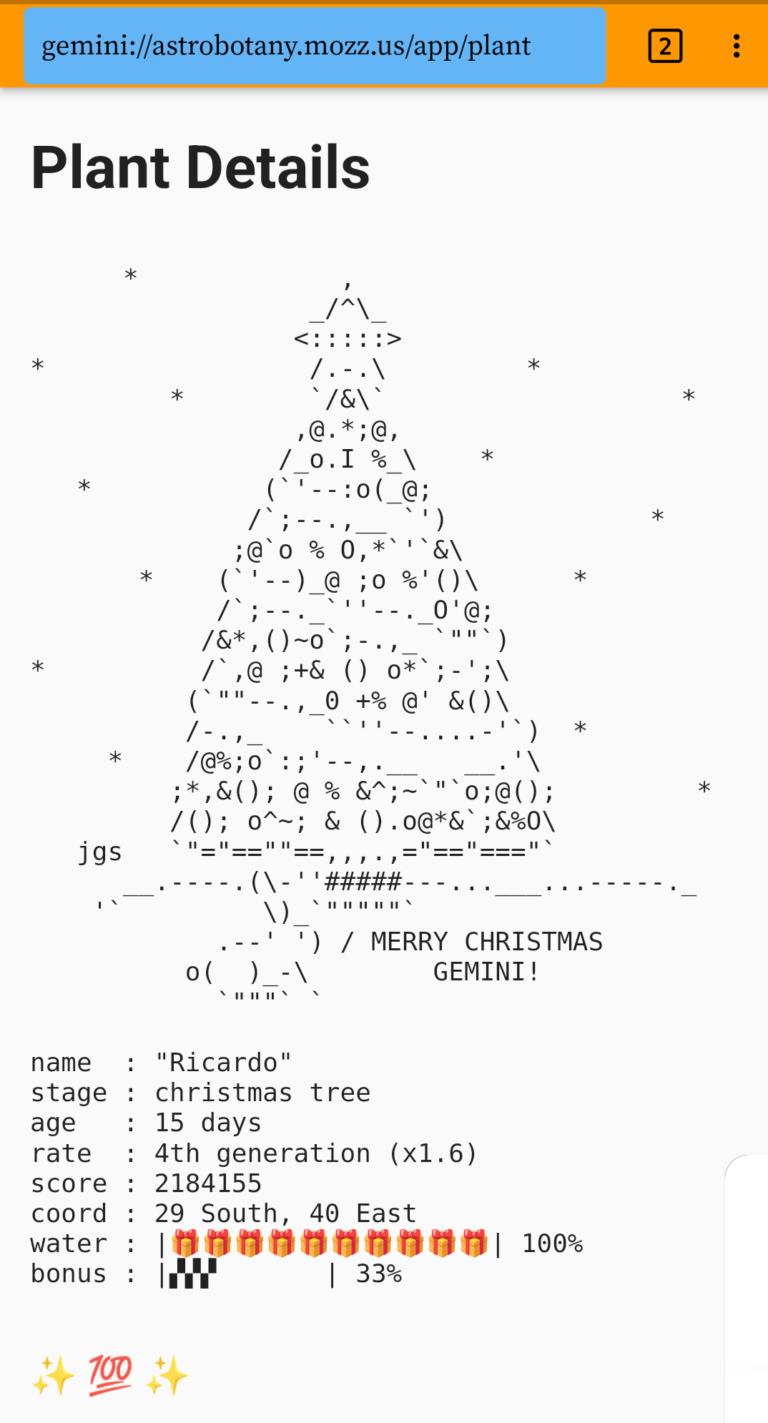 gemini://astrobotany.mozz.us/app/plant
2
Plant Details
jgs
MERRY CHRISTMAS
GEMINI!
name  : "Ricardo"
stage : christmas tree
age   : 15 days
rate  : 4th generation (x1.6)
score : 2184155
coord : 29 South, 40 East
water : |🎁🎁🎁🎁🎁🎁🎁🎁🎁🎁| 100%
bonus : |▞▞▞       | 33%
✨ 💯 ✨